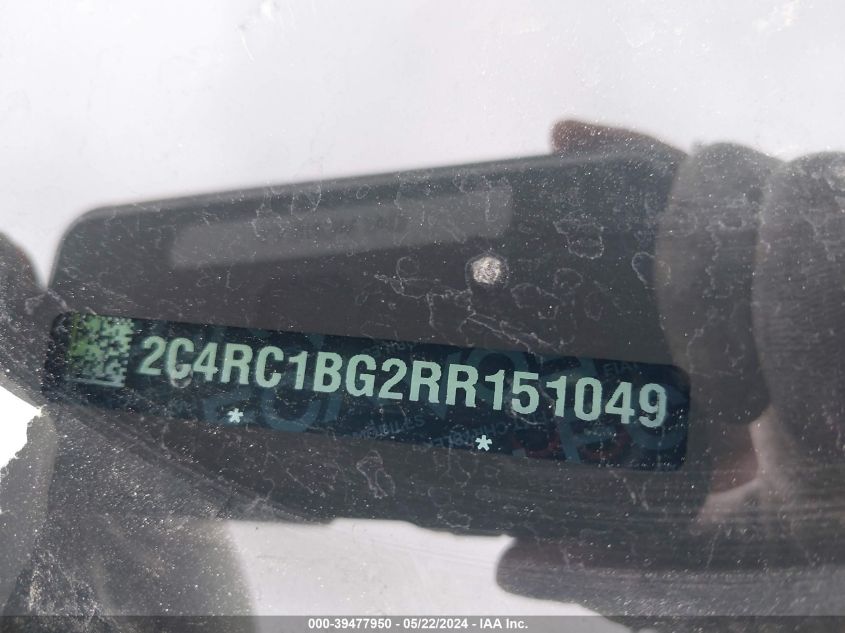 2C4RC1BG2RR151049
* *
000-39477950 / 05/22/2024 - IAA Inc.